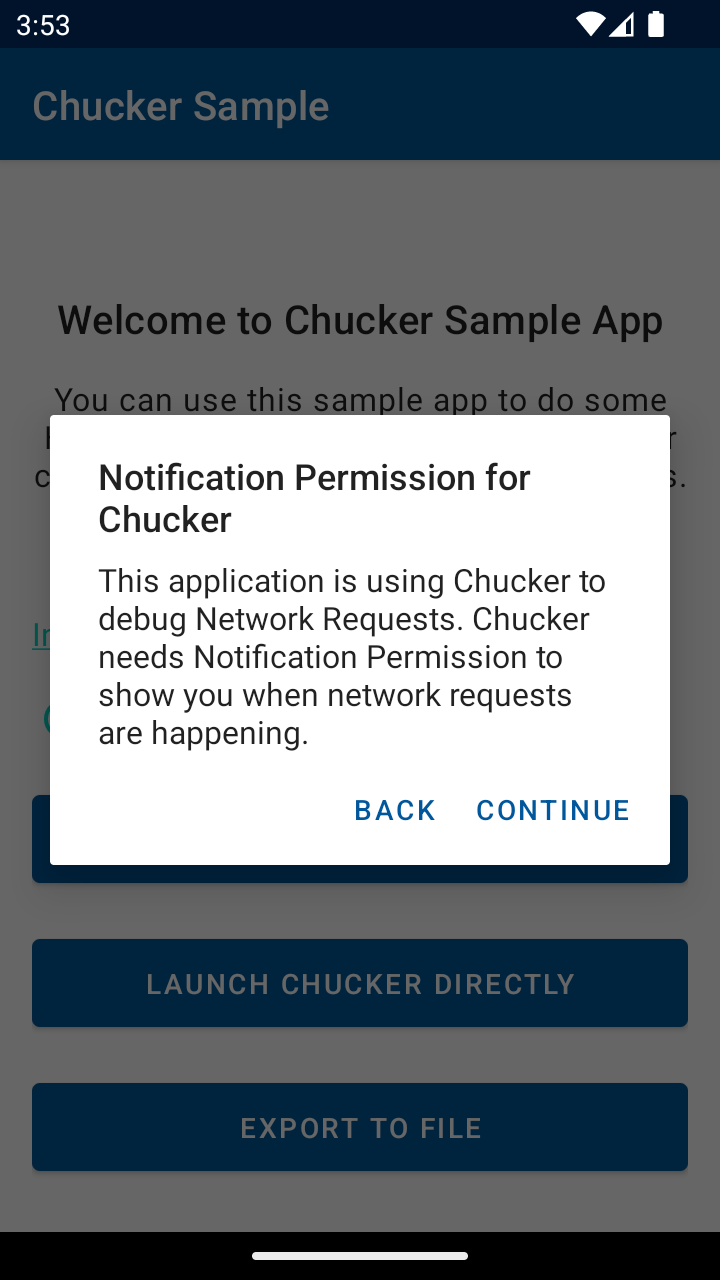 3:53
Chucker Sample
Welcome to Chucker Sample App
You can use this sample app to do some
Notification Permission for
Chucker
This application is using Chucker to
debug Network Requests. Chucker
needs Notification Permission to
show you when network requests
are happening.
BACK CONTINUE
LAUNCH CHUCKER DIRECTLY
EXPORT TO FILE